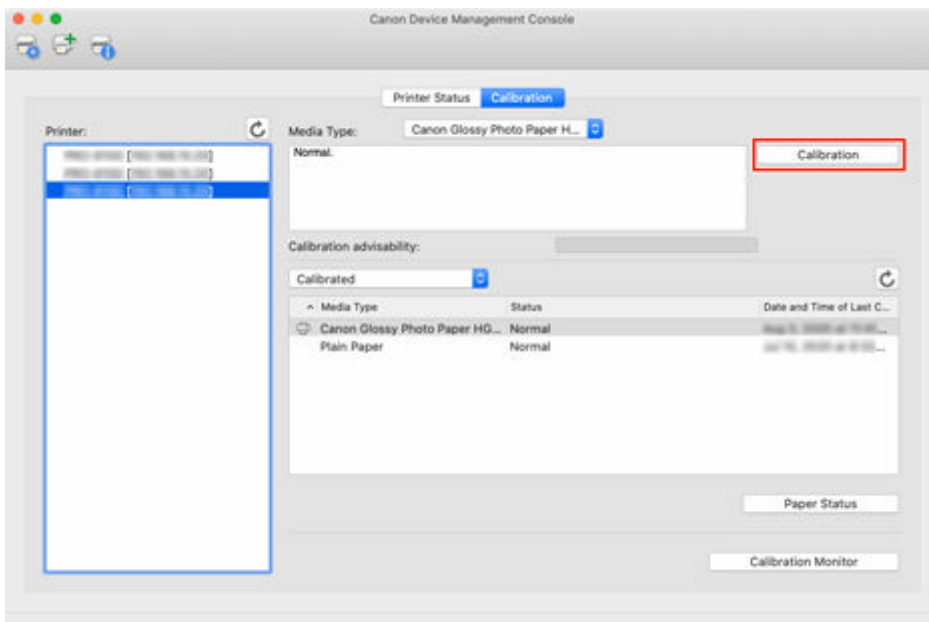 Canon Device Management Console
Printer Status Calibration
Printer:
Media Type: Canon Glossy Photo Paper H...
Normal.
Calibration
Calibration advisability:
Calibrated
Media Type Status Date and Time of Last C...
Canon Glossy Photo Paper HG... Normal
Plain Paper Normal
Paper Status
Calibration Monitor